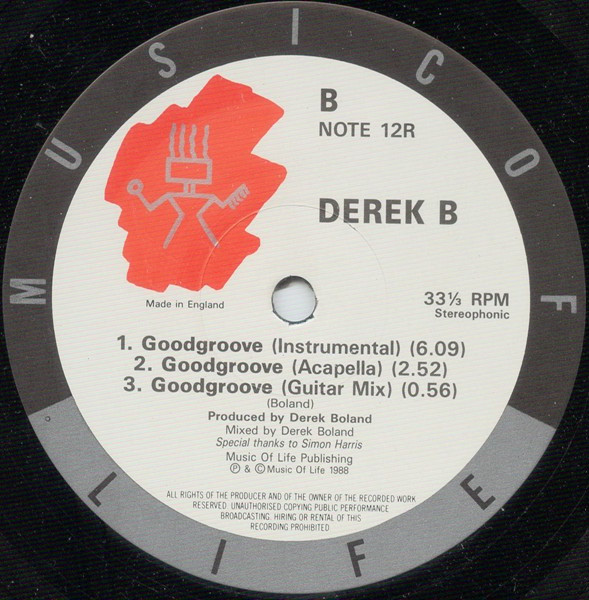 MUSIC OF
LIFE
B
NOTE 12R
DEREK B
Made in England
33⅓ RPM
Stereophonic
1. Goodgroove (Instrumental) (6.09)
2. Goodgroove (Acapella) (2.52)
3. Goodgroove (Guitar Mix) (0.56)
(Boland)
Produced by Derek Boland
Mixed by Derek Boland
Special thanks to Simon Harris
Music Of Life Publishing
℗ & © Music Of Life 1988
ALL RIGHTS OF THE PRODUCER AND OF THE OWNER OF THE RECORDED WORK
RESERVED. UNAUTHORISED COPYING PUBLIC PERFORMANCE
BROADCASTING. HIRING OR RENTAL OF THIS
RECORDING PROHIBITED